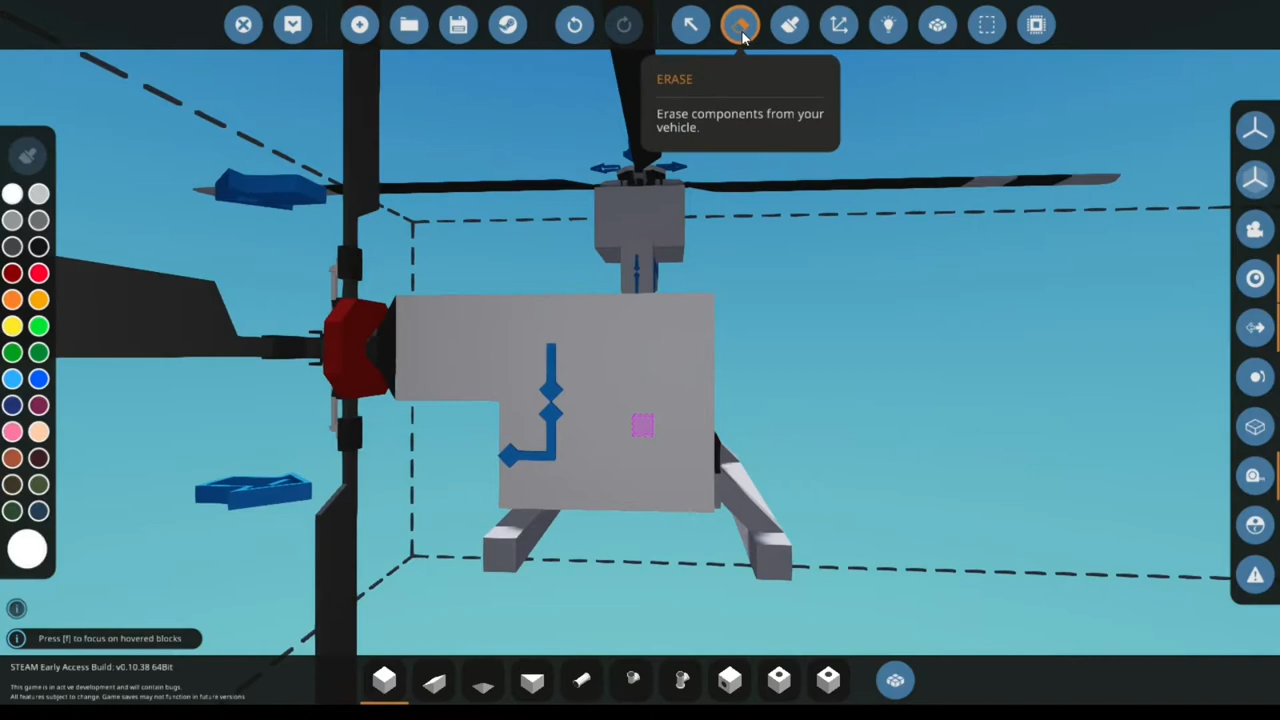 ERASE
Erase components from your
vehicle.
Press [f] to focus on hovered blocks
STEAM Early Access Build: v0.10.38 64Bit
This game is in active development and will contain bugs.
All features subject to change. Game saves may not function in future versions